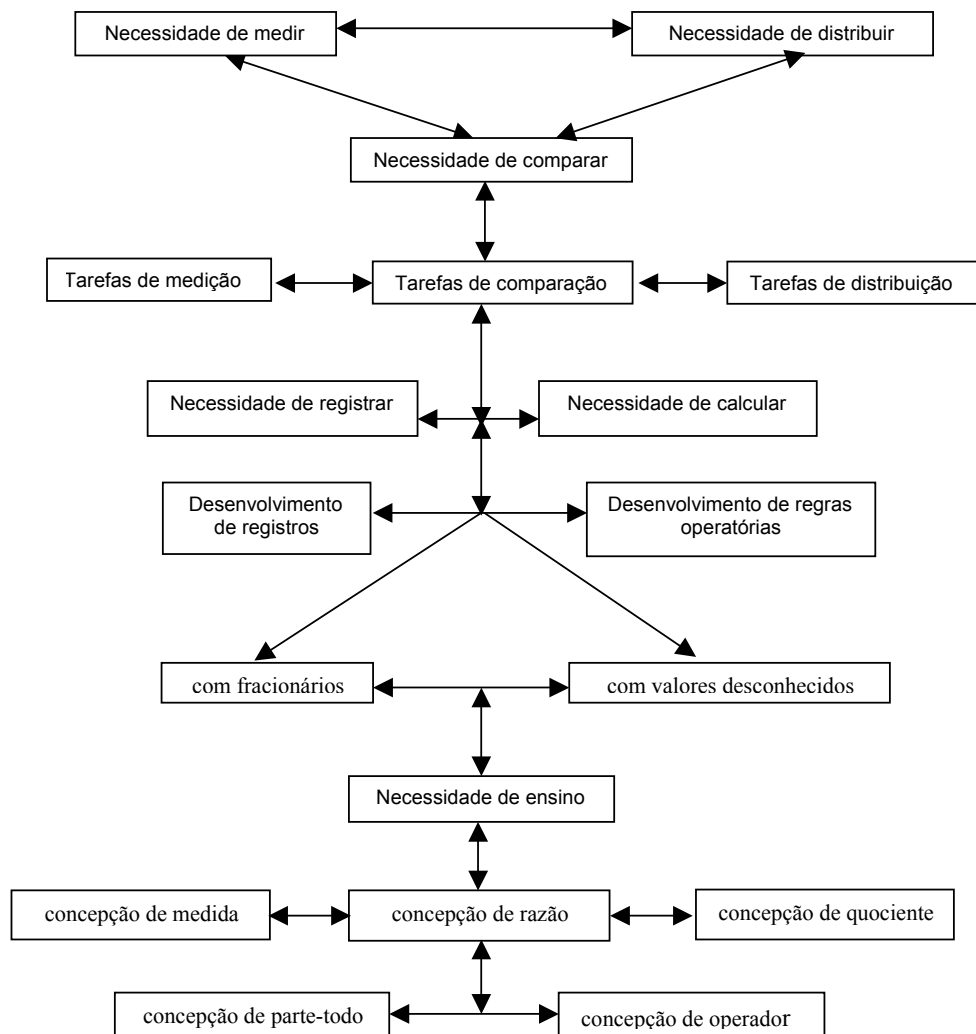 Necessidade de medir
Necessidade de distribuir
Necessidade de comparar
Tarefas de medição
Tarefas de comparação
Tarefas de distribuição
Necessidade de registrar
Necessidade de calcular
Desenvolvimento
de registros
Desenvolvimento de regras
operatórias
com fracionários
com valores desconhecidos
Necessidade de ensino
concepção de medida
concepção de razão
concepção de quociente
concepção de parte-todo
concepção de operador